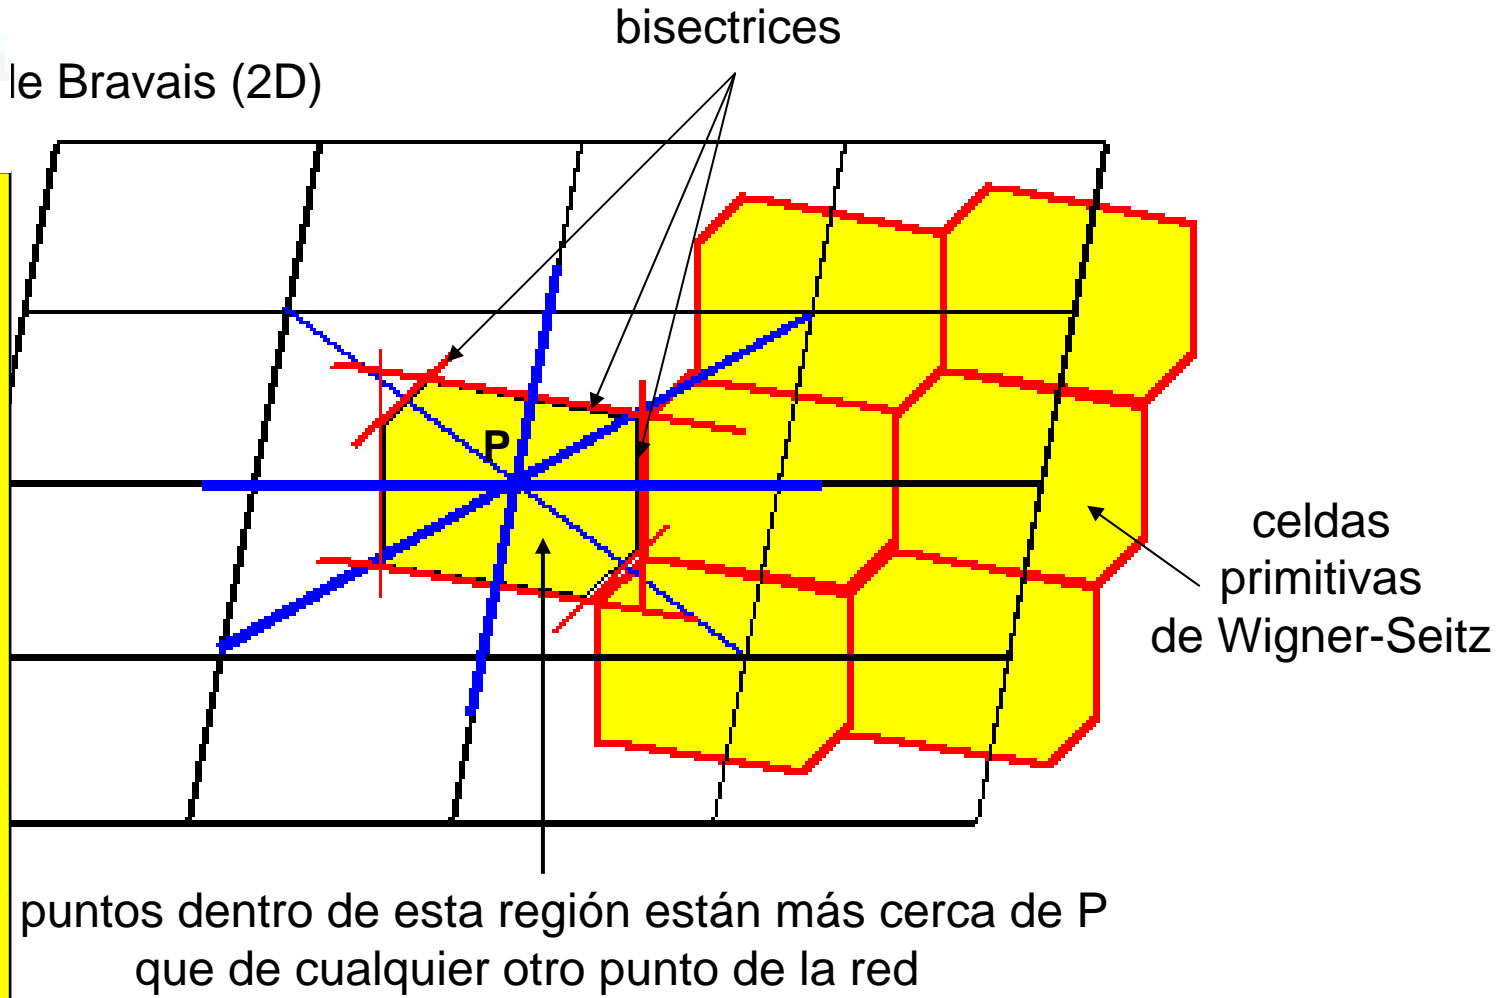 bisectrices
le Bravais (2D)
P
celdas
primitivas
de Wigner-Seitz
puntos dentro de esta región están más cerca de P
que de cualquier otro punto de la red